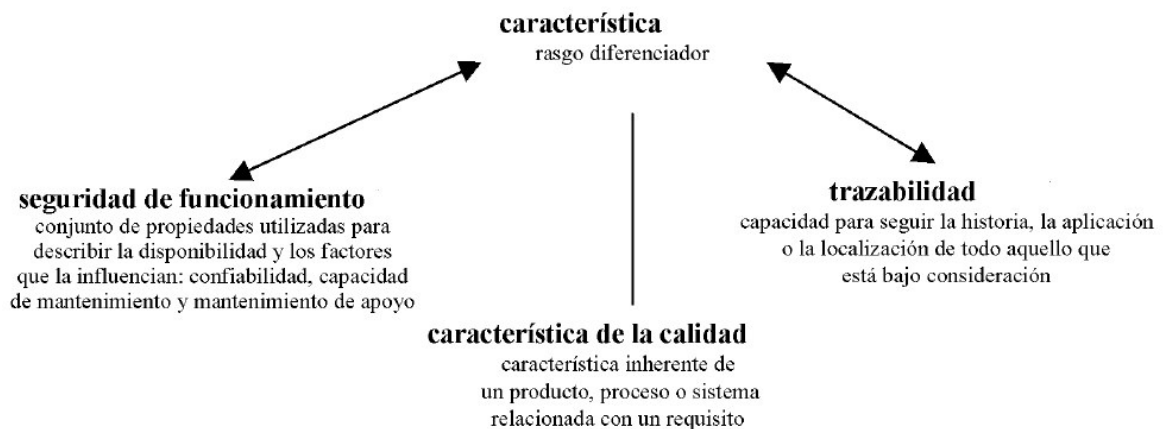 característica
rasgo diferenciador
seguridad de funcionamiento
conjunto de propiedades utilizadas para
describir la disponibilidad y los factores
que la influencian: confiabilidad, capacidad
de mantenimiento y mantenimiento de apoyo
trazabilidad
capacidad para seguir la historia, la aplicación
o la localización de todo aquello que
está bajo consideración
característica de la calidad
característica inherente de
un producto, proceso o sistema
relacionada con un requisito